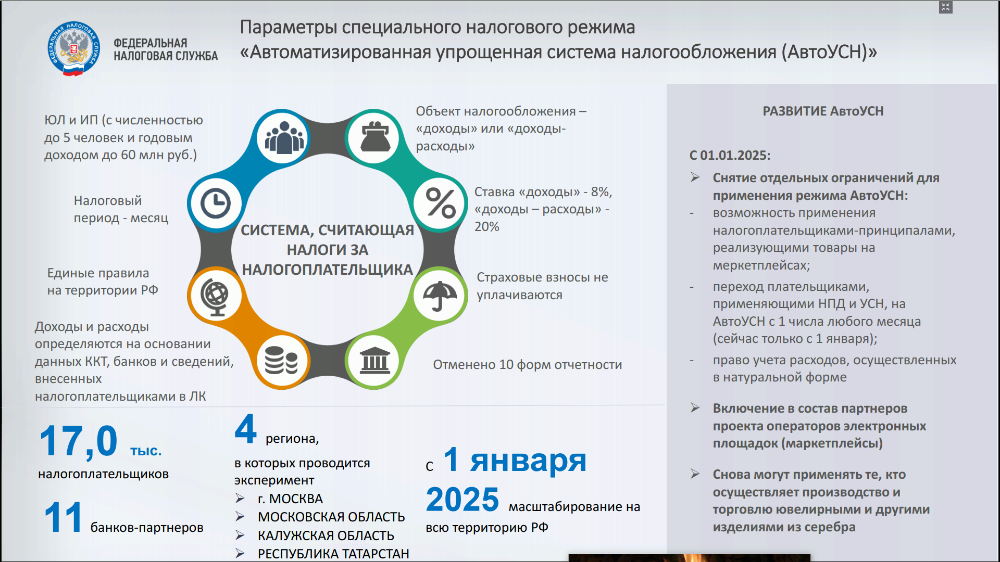 ФЕДЕРАЛЬНАЯ НАЛОГОВАЯ СЛУЖБА
ФЕДЕРАЛЬНАЯ
НАЛОГОВАЯ СЛУЖБА
Параметры специального налогового режима
«Автоматизированная упрощенная система налогообложения (АвтоУСН)»
ЮЛ и ИП (с численностью
до 5 человек и годовым
доходом до 60 млн руб.)
Налоговый
период - месяц
Единые правила
на территории РФ
Доходы и расходы
определяются на основании
данных ККТ, банков и сведений,
внесенных
налогоплательщиками в ЛК
СИСТЕМА, СЧИТАЮЩАЯ
НАЛОГИ ЗА
НАЛОГОПЛАТЕЛЬЩИКА
Объект налогообложения –
«доходы» или «доходы-
расходы»
Ставка «доходы» - 8%,
«доходы – расходы» -
20%
Страховые взносы не
уплачиваются
Отменено 10 форм отчетности
17,0 тыс.
налогоплательщиков
11 банков-партнеров
4 региона,
в которых проводится
эксперимент
г. МОСКВА
МОСКОВСКАЯ ОБЛАСТЬ
КАЛУЖСКАЯ ОБЛАСТЬ
РЕСПУБЛИКА ТАТАРСТАН
с 1 января
2025 масштабирование на
всю территорию РФ
РАЗВИТИЕ АвтоУСН
С 01.01.2025:
Снятие отдельных ограничений для
применения режима АвтоУСН:
- возможность применения
налогоплательщиками-принципалами,
реализующими товары на
меркетплейсах;
- переход плательщиками,
применяющими НПД и УСН, на
АвтоУСН с 1 числа любого месяца
(сейчас только с 1 января);
- право учета расходов, осуществленных
в натуральной форме
Включение в состав партнеров
проекта операторов электронных
площадок (маркетплейсы)
Снова могут применять те, кто
осуществляет производство и
торговлю ювелирными и другими
изделиями из серебра